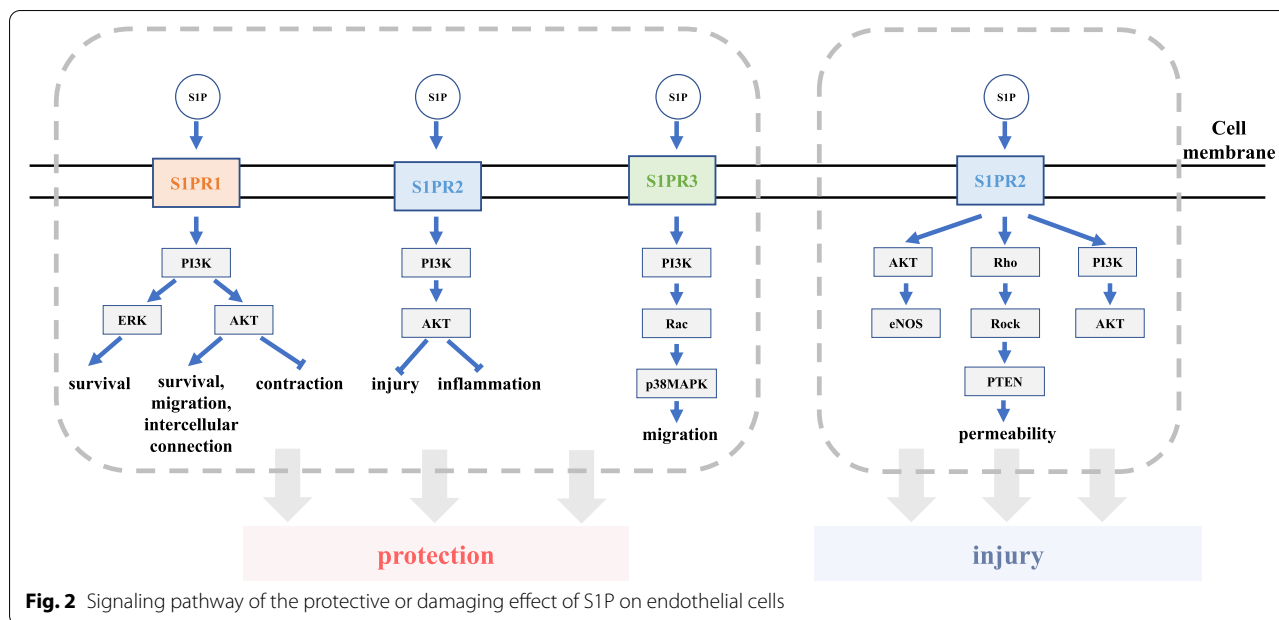 S1P S1P S1P S1P
Cell
membrane
S1PR1 S1PR2 S1PR3 S1PR2
PI3K PI3K PI3K AKT Rho PI3K
ERK AKT AKT Rac eNOS Rock AKT
survival survival, contraction injury inflammation p38MAPK PTEN
migration,
intercellular
connection
migration permeability
protection injury
Fig. 2 Signaling pathway of the protective or damaging effect of S1P on endothelial cells